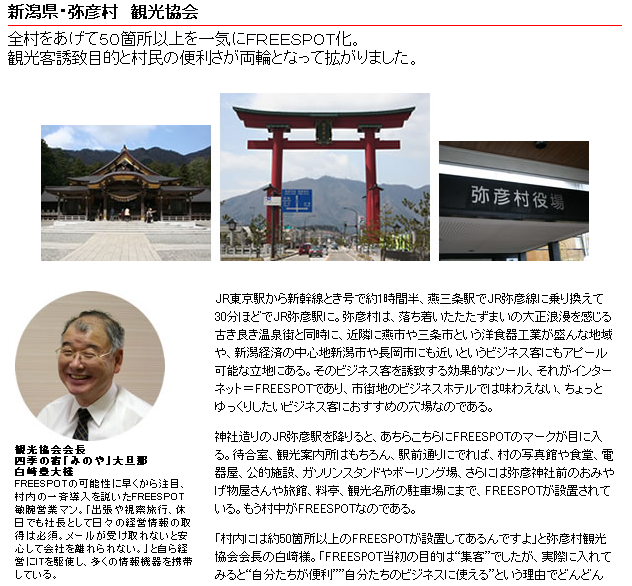 新潟県・弥彦村　観光協会
全村をあげて50箇所以上を一気にFREESPOT化。
観光客誘致目的と村民の便利さが両輪となって拡がりました。
弥彦村役場
JR東京駅から新幹線とき号で約1時間半、燕三条駅でJR弥彦線に乗り換えて
30分ほどでJR弥彦駅に。弥彦村は、落ち着いたたたずまいの大正浪漫を感じる
古き良き温泉街と同時に、近隣に燕市や三条市という洋食器工業が盛んな地域
や、新潟経済の中心地新潟市や長岡市にも近いというビジネス客にもアピール
可能な立地にある。そのビジネス客を誘致する効果的なツール、それがインター
ネット＝FREESPOTであり、市街地のビジネスホテルでは味わえない、ちょっと
ゆっくりしたいビジネス客におすすめの穴場なのである。
神社造りのJR弥彦駅を降りると、あちらこちらにFREESPOTのマークが目に入
る。待合室、観光案内所はもちろん、駅前通りにでれば、村の写真館や食堂、電
器屋、公的施設、ガソリンスタンドやボーリング場、さらには弥彦神社前のおみや
げ物屋さんや旅館、料亭、観光名所の駐車場にまで、FREESPOTが設置されて
いる。もう村中がFREESPOTなのである。
「村内には約50箇所以上のFREESPOTが設置してあるんですよ」と弥彦村観光
協会会長の白崎様。「FREESPOT当初の目的は“集客”でしたが、実際に入れて
みると“自分たちが便利”“自分たちのビジネスに使える”という理由でどんどん
観光協会会長
四季の宿「みのや」大旦那
白崎豊大様
FREESPOTの可能性に早くから注目、
村内の一斉導入を説いたFREESPOT
敏腕営業マン。「出張や視察旅行、休
日でも社長として日々の経営情報の取
得は必須。メールが受け取れないと安
心して会社を離れられない。」と自ら経
営にITを駆使し、多くの情報機器を携帯
している。